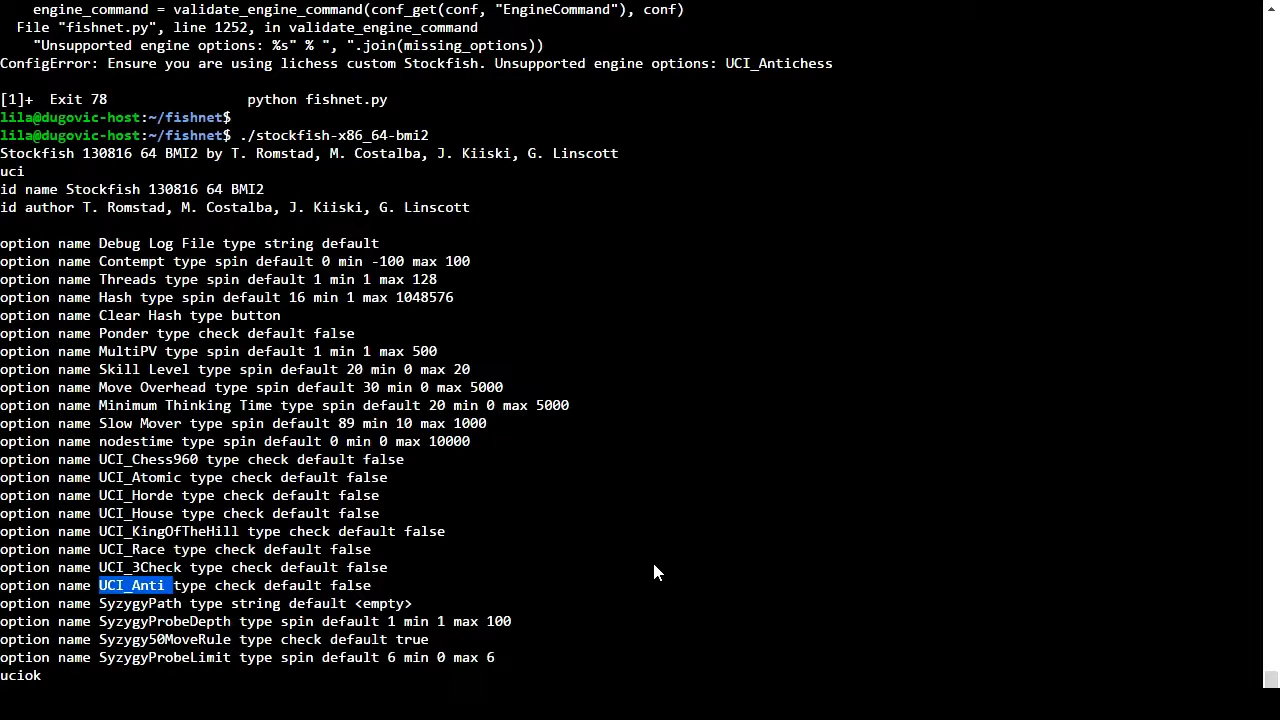 engine_command = validate_engine_command(conf_get(conf, "EngineCommand"), conf)
File "fishnet.py", line 1252, in validate_engine_command
"Unsupported engine options: %s" % ", ".join(missing_options))
ConfigError: Ensure you are using lichess custom Stockfish. Unsupported engine options: UCI_Antichess
[1]+  Exit 78                 python fishnet.py
lila@dugovic-host:~/fishnet$
lila@dugovic-host:~/fishnet$ ./stockfish-x86_64-bmi2
Stockfish 130816 64 BMI2 by T. Romstad, M. Costalba, J. Kiiski, G. Linscott
uci
id name Stockfish 130816 64 BMI2
id author T. Romstad, M. Costalba, J. Kiiski, G. Linscott
option name Debug Log File type string default
option name Contempt type spin default 0 min -100 max 100
option name Threads type spin default 1 min 1 max 128
option name Hash type spin default 16 min 1 max 1048576
option name Clear Hash type button
option name Ponder type check default false
option name MultiPV type spin default 1 min 1 max 500
option name Skill Level type spin default 20 min 0 max 20
option name Move Overhead type spin default 30 min 0 max 5000
option name Minimum Thinking Time type spin default 20 min 0 max 5000
option name Slow Mover type spin default 89 min 10 max 1000
option name nodestime type spin default 0 min 0 max 10000
option name UCI_Chess960 type check default false
option name UCI_Atomic type check default false
option name UCI_Horde type check default false
option name UCI_House type check default false
option name UCI_KingOfTheHill type check default false
option name UCI_Race type check default false
option name UCI_3Check type check default false
option name UCI_Anti type check default false
option name SyzygyPath type string default <empty>
option name SyzygyProbeDepth type spin default 1 min 1 max 100
option name Syzygy50MoveRule type check default true
option name SyzygyProbeLimit type spin default 6 min 0 max 6
uciok